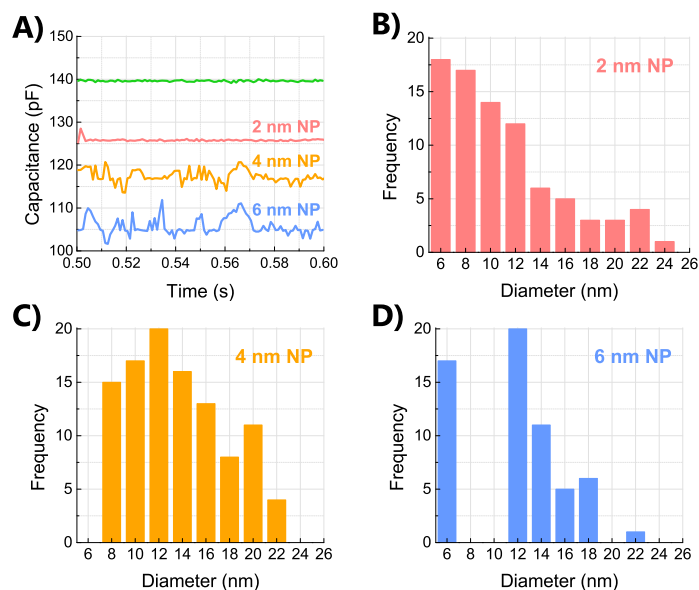 A)
150
140
130
120
110
100
Capacitance (pF)
2 nm NP
4 nm NP
6 nm NP
0.50 0.52 0.54 0.56 0.58 0.60
Time (s)
B)
20
15
10
5
0
Frequency
2 nm NP
6 8 10 12 14 16 18 20 22 24 26
Diameter (nm)
C)
20
15
10
5
0
Frequency
4 nm NP
6 8 10 12 14 16 18 20 22 24 26
Diameter (nm)
D)
20
15
10
5
0
Frequency
6 nm NP
6 8 10 12 14 16 18 20 22 24 26
Diameter (nm)